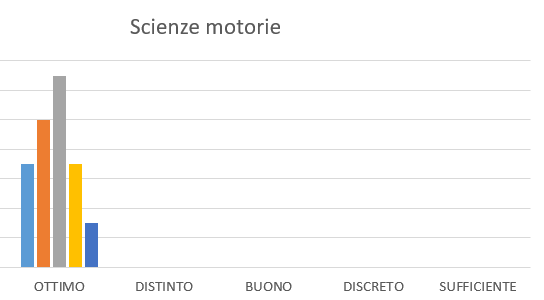 Scienze motorie
OTTIMO DISTINTO BUONO DISCRETO SUFFICIENTE